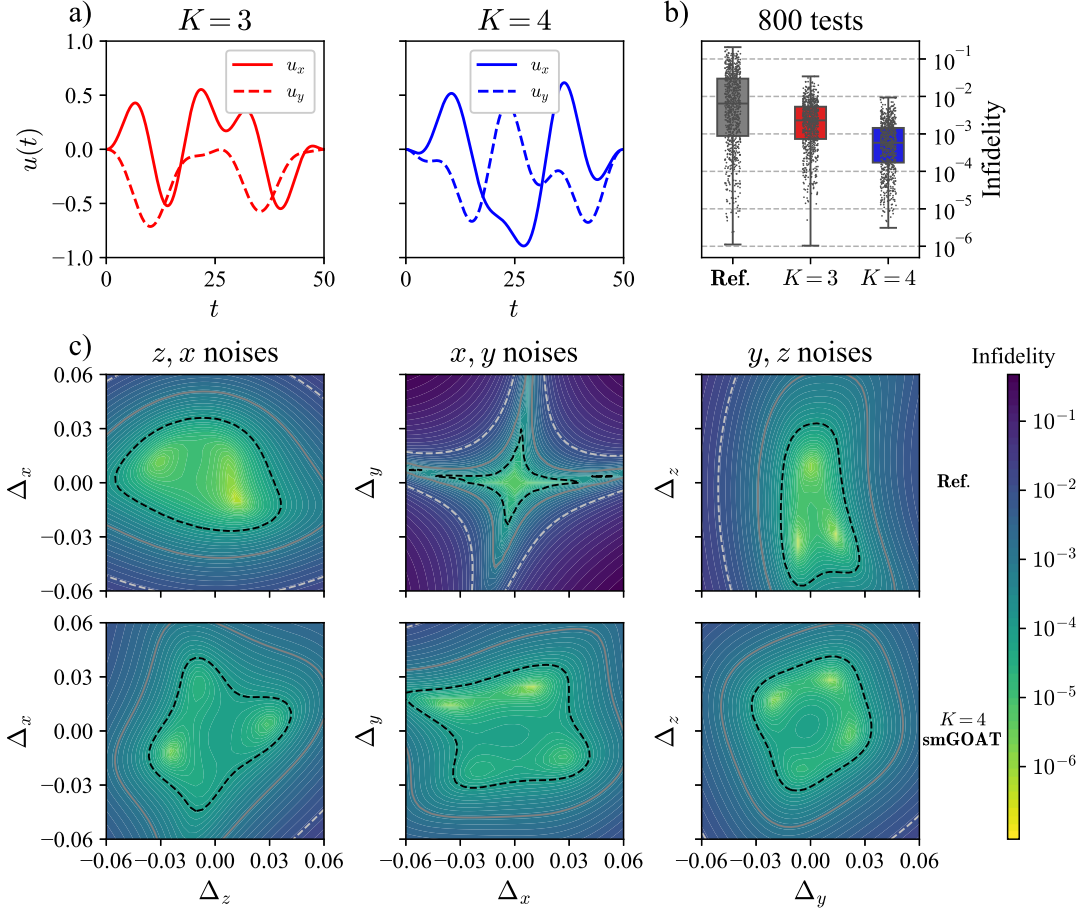 a)
K = 3
K = 4
b)
800 tests
1.0
0.5
0.0
−0.5
−1.0
u(t)
u_x
u_y
u_x
u_y
0
25
50
t
0
25
50
t
10^{-1}
10^{-2}
10^{-3}
10^{-4}
10^{-5}
10^{-6}
Infidelity
Ref.
K = 3
K = 4
c)
z, x noises
x, y noises
y, z noises
Infidelity
0.06
0.03
0.00
−0.03
−0.06
Δ_x
Δ_y
Δ_z
Ref.
0.06
0.03
0.00
−0.03
−0.06
Δ_x
Δ_y
Δ_z
K = 4
smGOAT
10^{-1}
10^{-2}
10^{-3}
10^{-4}
10^{-5}
10^{-6}
−0.06
−0.03
0.00
0.03
0.06
Δ_z
−0.06
−0.03
0.00
0.03
0.06
Δ_x
−0.06
−0.03
0.00
0.03
0.06
Δ_y